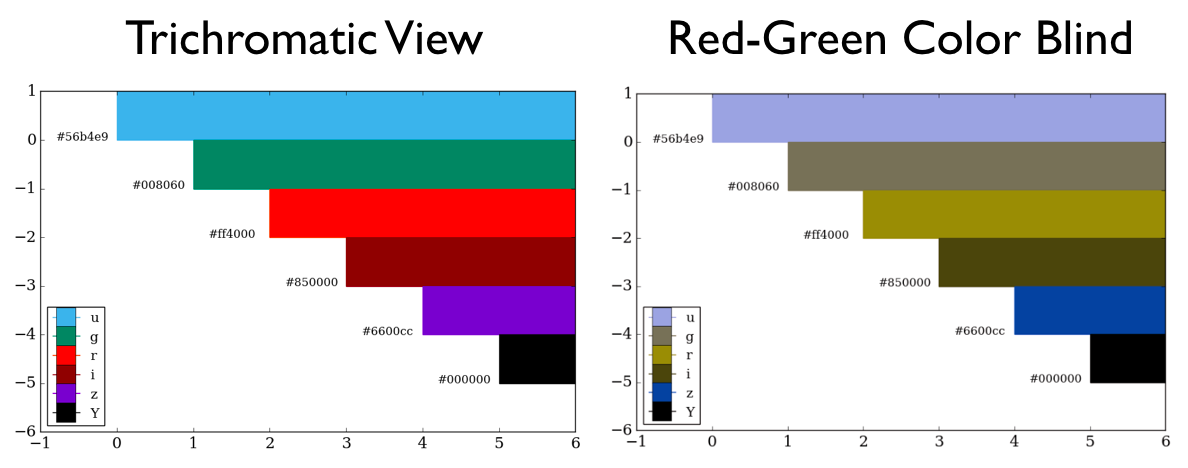 Trichromatic View
1
0
−1
−2
−3
−4
−5
−6
#56b4e9
#008060
#ff4000
#850000
#6600cc
#000000
u
g
r
i
z
Y
−1 0 1 2 3 4 5 6
Red-Green Color Blind
1
0
−1
−2
−3
−4
−5
−6
#56b4e9
#008060
#ff4000
#850000
#6600cc
#000000
u
g
r
i
z
Y
−1 0 1 2 3 4 5 6